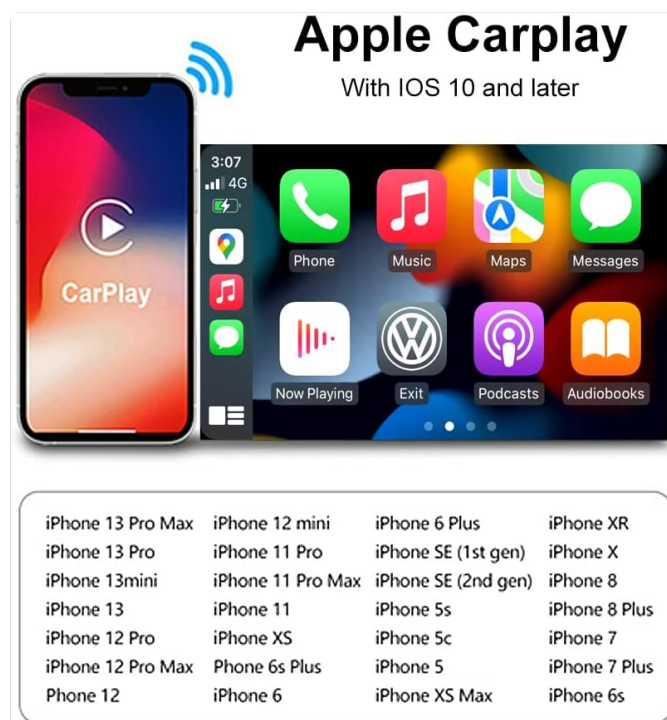 Apple Carplay
With IOS 10 and later
CarPlay
3:07
4G
Phone
Music
Maps
Messages
Now Playing
Exit
Podcasts
Audiobooks
iPhone 13 Pro Max
iPhone 13 Pro
iPhone 13mini
iPhone 13
iPhone 12 Pro
iPhone 12 Pro Max
Phone 12
iPhone 12 mini
iPhone 11 Pro
iPhone 11 Pro Max
iPhone 11
iPhone XS
Phone 6s Plus
iPhone 6
iPhone 6 Plus
iPhone SE (1st gen)
iPhone SE (2nd gen)
iPhone 5s
iPhone 5c
iPhone 5
iPhone XS Max
iPhone XR
iPhone X
iPhone 8
iPhone 8 Plus
iPhone 7
iPhone 7 Plus
iPhone 6s